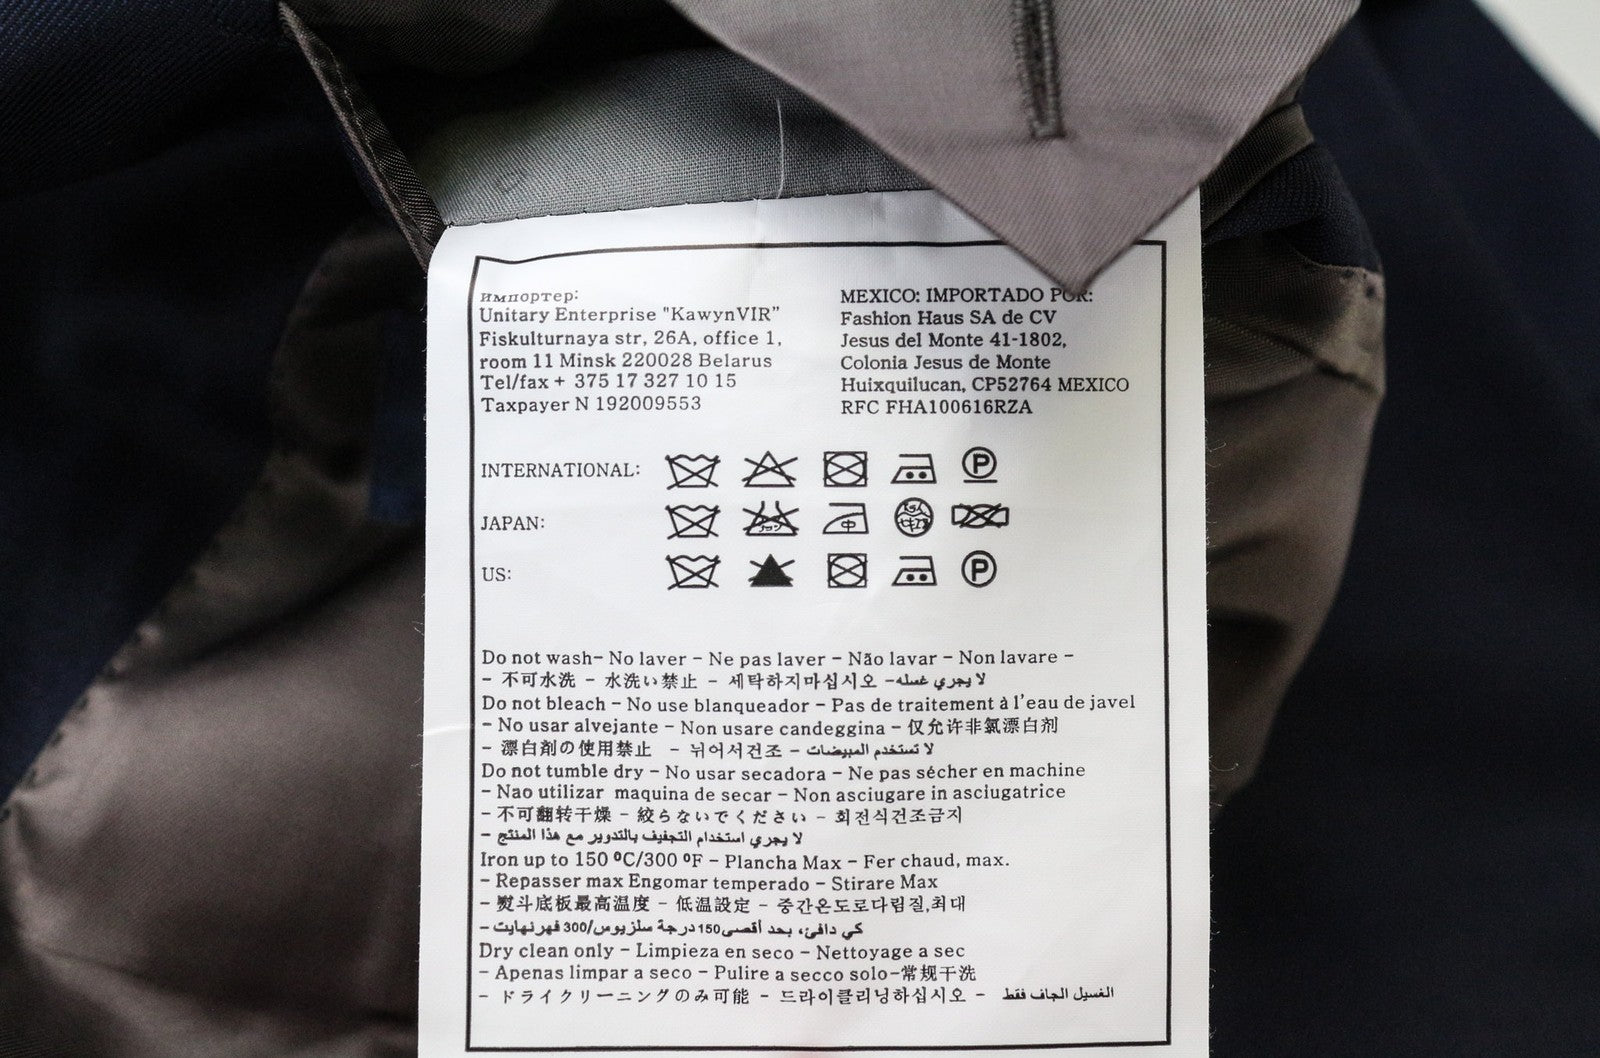 Импортер:
Unitary Enterprise "KawynVIR"
Fiskulturnaya str, 26A, office 1,
room 11 Minsk 220028 Belarus
Tel/fax + 375 17 327 10 15
Taxpayer N 192009553
MEXICO: IMPORTADO POR:
Fashion Haus SA de CV
Jesus del Monte 41-1802,
Colonia Jesus de Monte
Huixquilucan, CP52764 MEXICO
RFC FHA100616RZA
INTERNATIONAL: P
JAPAN: 中
US: P
Do not wash- No laver - Ne pas laver - Não lavar - Non lavare -
- 不可水洗 - 水洗い禁止 - 세탁하지마십시오 -لا يجري غسله
Do not bleach - No use blanqueador - Pas de traitement à l'eau de javel
- No usar alvejante - Non usare candeggina - 仅允许非氯漂白剂
- 漂白剤の使用禁止 - 뉘어서건조 - لا تستخدم المبيضات
Do not tumble dry - No usar secadora - Ne pas sécher en machine
- Nao utilizar maquina de secar - Non asciugare in asciugatrice
- 不可翻转干燥 - 絞らないでください - 회전식건조금지
- لا يجري استخدام التجفيف بالتدوير مع هذا المنتج
Iron up to 150 ºC/300 ºF - Plancha Max - Fer chaud, max.
- Repasser max Engomar temperado - Stirare Max
- 熨斗底板最高温度 - 低温設定 - 중간온도로다림질,최대
- كي دافئ، بحد أقصى150درجة سلزيوس/300 فهرنهايت
Dry clean only - Limpieza en seco - Nettoyage a sec
- Apenas limpar a seco - Pulire a secco solo-常规干洗
- ドライクリーニングのみ可能 - 드라이클리닝하십시오 - الغسيل الجاف فقط